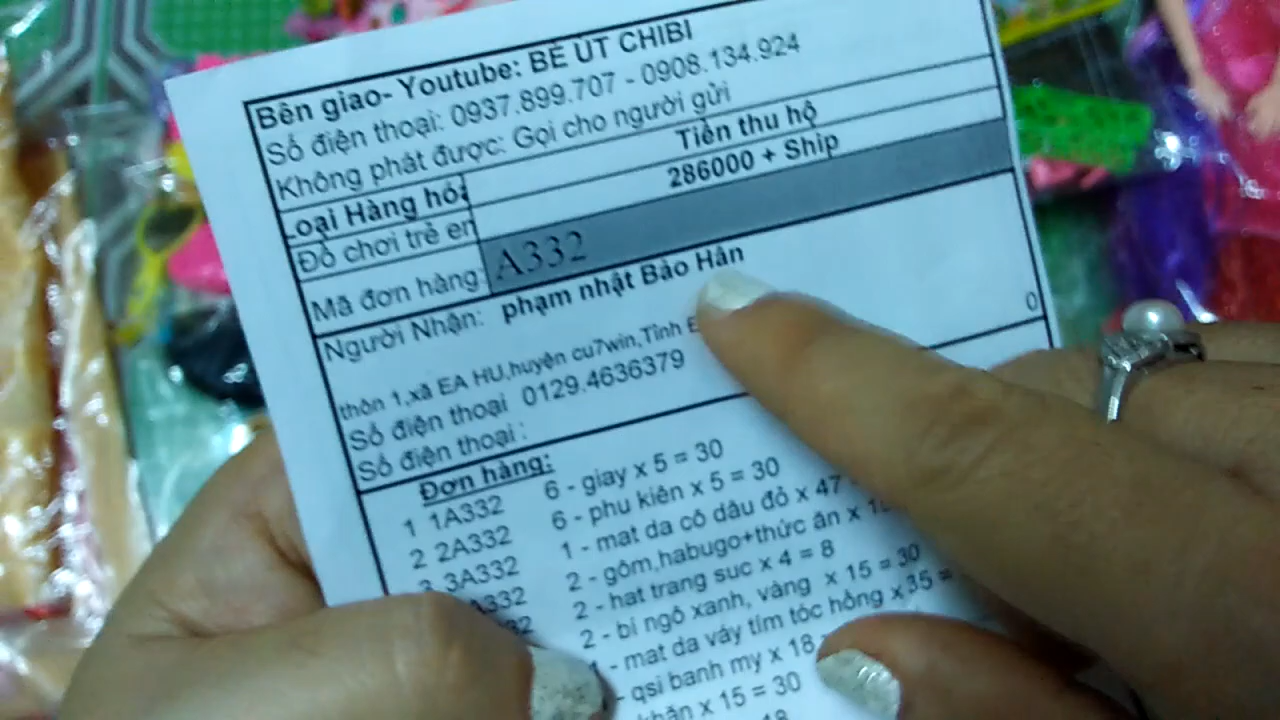 Bên giao- Youtube: BÉ ÚT CHIBI
Số điện thoại: 0937.899.707 - 0908.134.924
Không phát được: Gọi cho người gửi
Loại Hàng hó
Tiền thu hộ
Đồ chơi trẻ em
286000 + Ship
Mã đơn hàng:
A332
Người Nhận: phạm nhật Bảo Hân
thôn 1,xã EA HU,huyện cu7win,Tỉnh
0
Số điện thoại 0129.4636379
Số điện thoại :
Đơn hàng:
1 1A332 6 - giay x 5 = 30
2 2A332 6 - phu kiên x 5 = 30
3 3A332 1 - mat da cô dâu đỏ x 47
A332 2 - gôm,habugo+thức ăn x
32 2 - hat trang suc x 4 = 8
2 - bí ngô xanh, vàng x 15 = 30
1 - mat da váy tím tóc hồng x 35 =
- qsi banh my x 18
khăn x 15 = 30
18